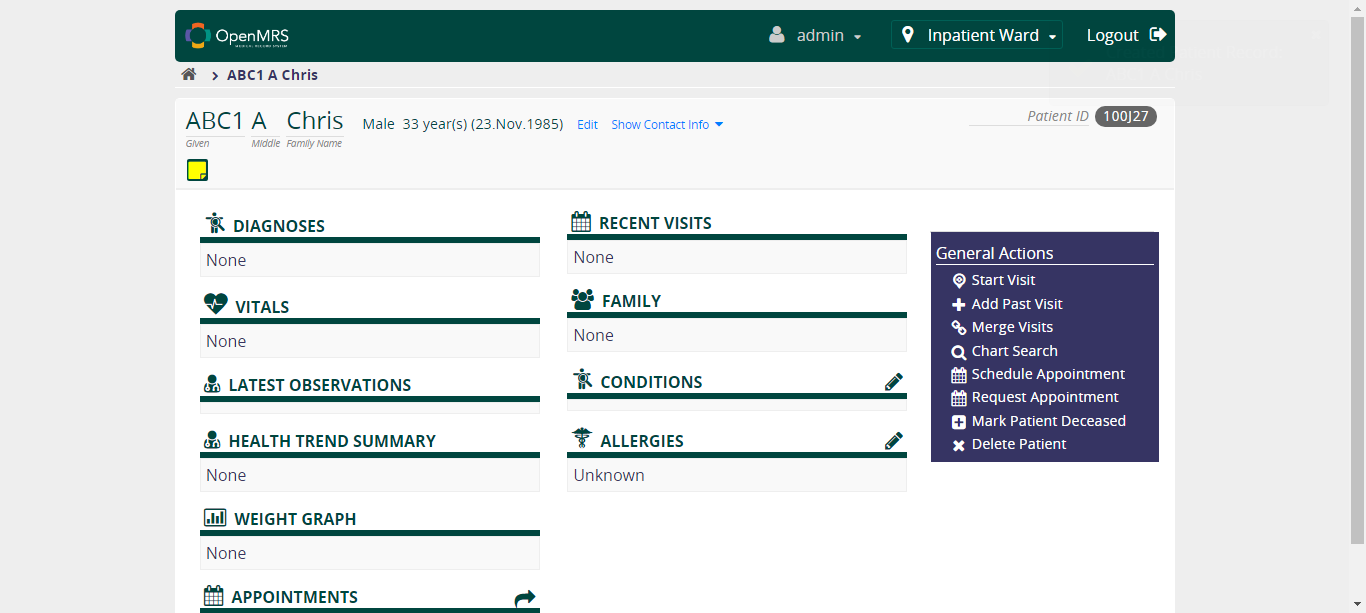 OpenMRS
MEDICAL RECORD SYSTEM
admin
Inpatient Ward
Logout
ABC1 A Chris
ABC1 A Chris
Given Middle Family Name
Male 33 year(s) (23.Nov.1985) Edit Show Contact Info
Patient ID 100J27
DIAGNOSES
None
VITALS
None
LATEST OBSERVATIONS
HEALTH TREND SUMMARY
None
WEIGHT GRAPH
None
APPOINTMENTS
RECENT VISITS
None
FAMILY
None
CONDITIONS
ALLERGIES
Unknown
General Actions
Start Visit
Add Past Visit
Merge Visits
Chart Search
Schedule Appointment
Request Appointment
Mark Patient Deceased
Delete Patient